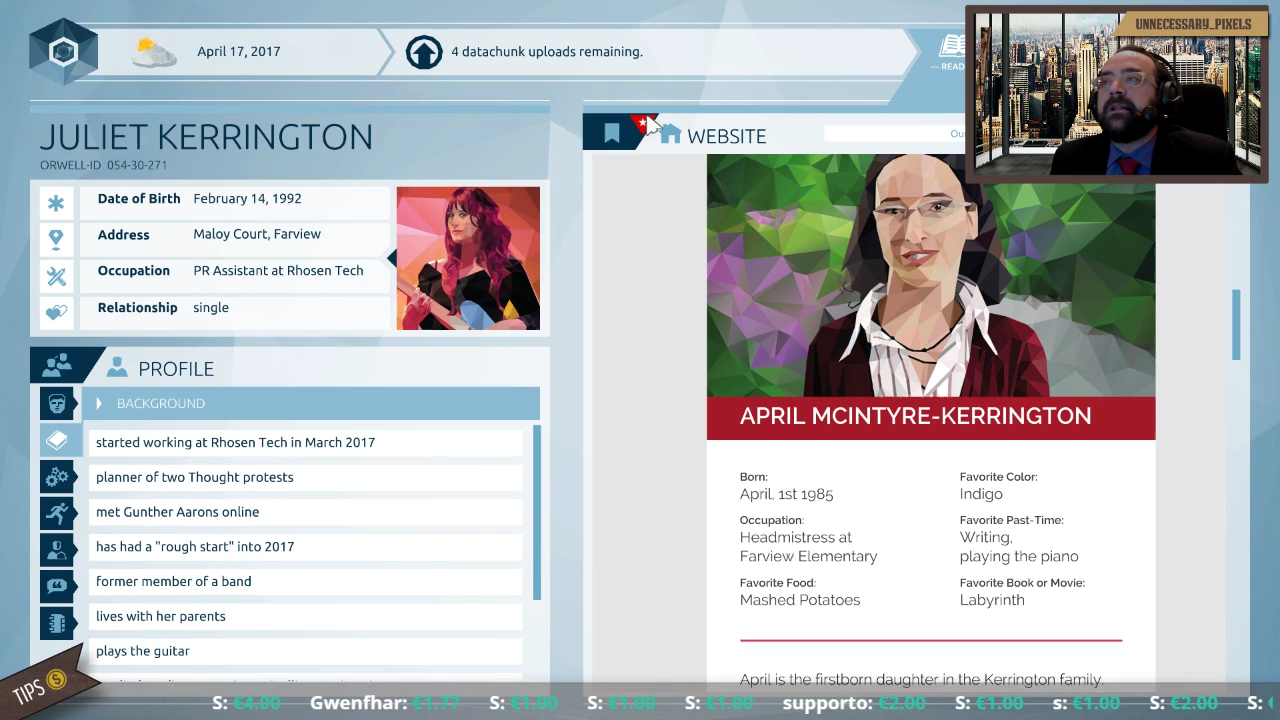 UNNECESSARY_PIXELS
April 17, 2017
4 datachunk uploads remaining.
— READ
JULIET KERRINGTON
ORWELL-ID 054-30-271
Date of Birth February 14, 1992
Address Maloy Court, Farview
Occupation PR Assistant at Rhosen Tech
Relationship single
PROFILE
BACKGROUND
started working at Rhosen Tech in March 2017
planner of two Thought protests
met Gunther Aarons online
has had a "rough start" into 2017
former member of a band
lives with her parents
plays the guitar
WEBSITE
APRIL MCINTYRE-KERRINGTON
Born:
April, 1st 1985
Occupation:
Headmistress at
Farview Elementary
Favorite Food:
Mashed Potatoes
Favorite Color:
Indigo
Favorite Past-Time:
Writing,
playing the piano
Favorite Book or Movie:
Labyrinth
April is the firstborn daughter in the Kerrington family.
TIPS
S: €4.00 overfbar: €1.77 S: €1.00 S: €1.00 S: €1.00 supporto: €2.00 S: €1.00 s: €1.00 S: €2.00 S: